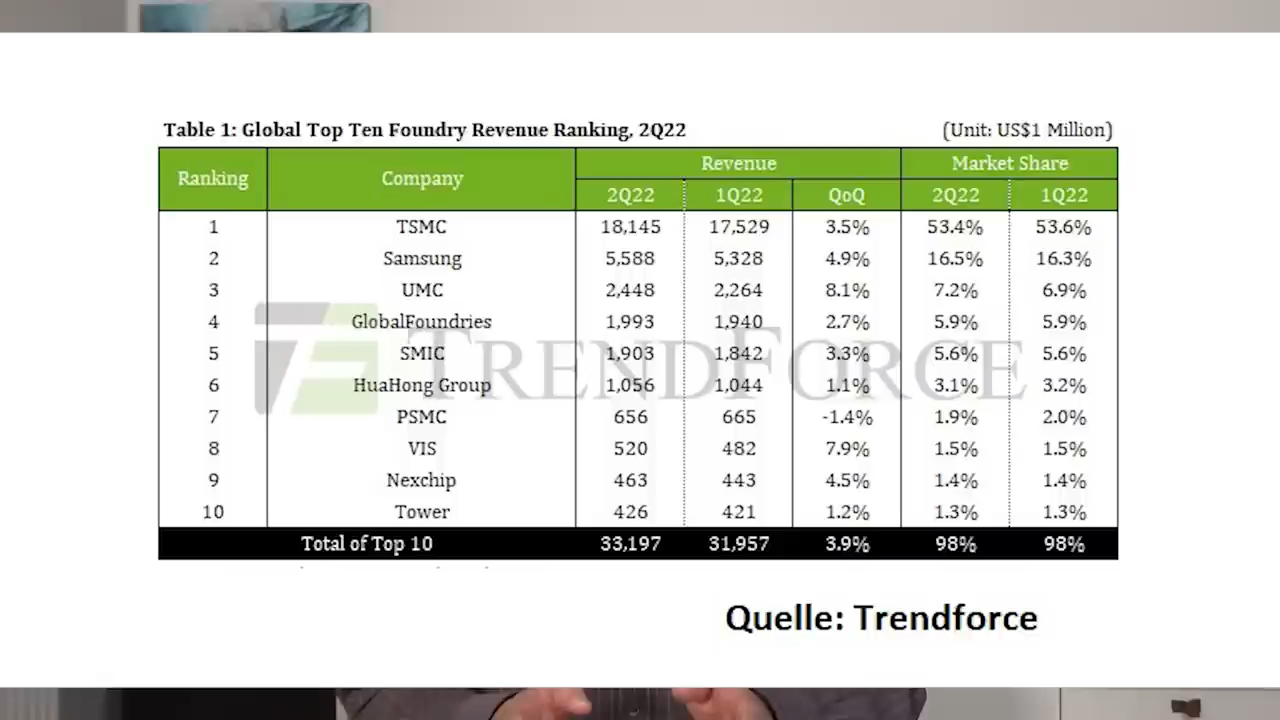 Table 1: Global Top Ten Foundry Revenue Ranking, 2Q22 (Unit: US$1 Million)
Ranking Company Revenue Market Share
2Q22 1Q22 QoQ 2Q22 1Q22
1 TSMC 18,145 17,529 3.5% 53.4% 53.6%
2 Samsung 5,588 5,328 4.9% 16.5% 16.3%
3 UMC 2,448 2,264 8.1% 7.2% 6.9%
4 GlobalFoundries 1,993 1,940 2.7% 5.9% 5.9%
5 SMIC 1,903 1,842 3.3% 5.6% 5.6%
TRENDFORCE
6 HuaHong Group 1,056 1,044 1.1% 3.1% 3.2%
7 PSMC 656 665 -1.4% 1.9% 2.0%
8 VIS 520 482 7.9% 1.5% 1.5%
9 Nexchip 463 443 4.5% 1.4% 1.4%
10 Tower 426 421 1.2% 1.3% 1.3%
Total of Top 10 33,197 31,957 3.9% 98% 98%
Quelle: Trendforce